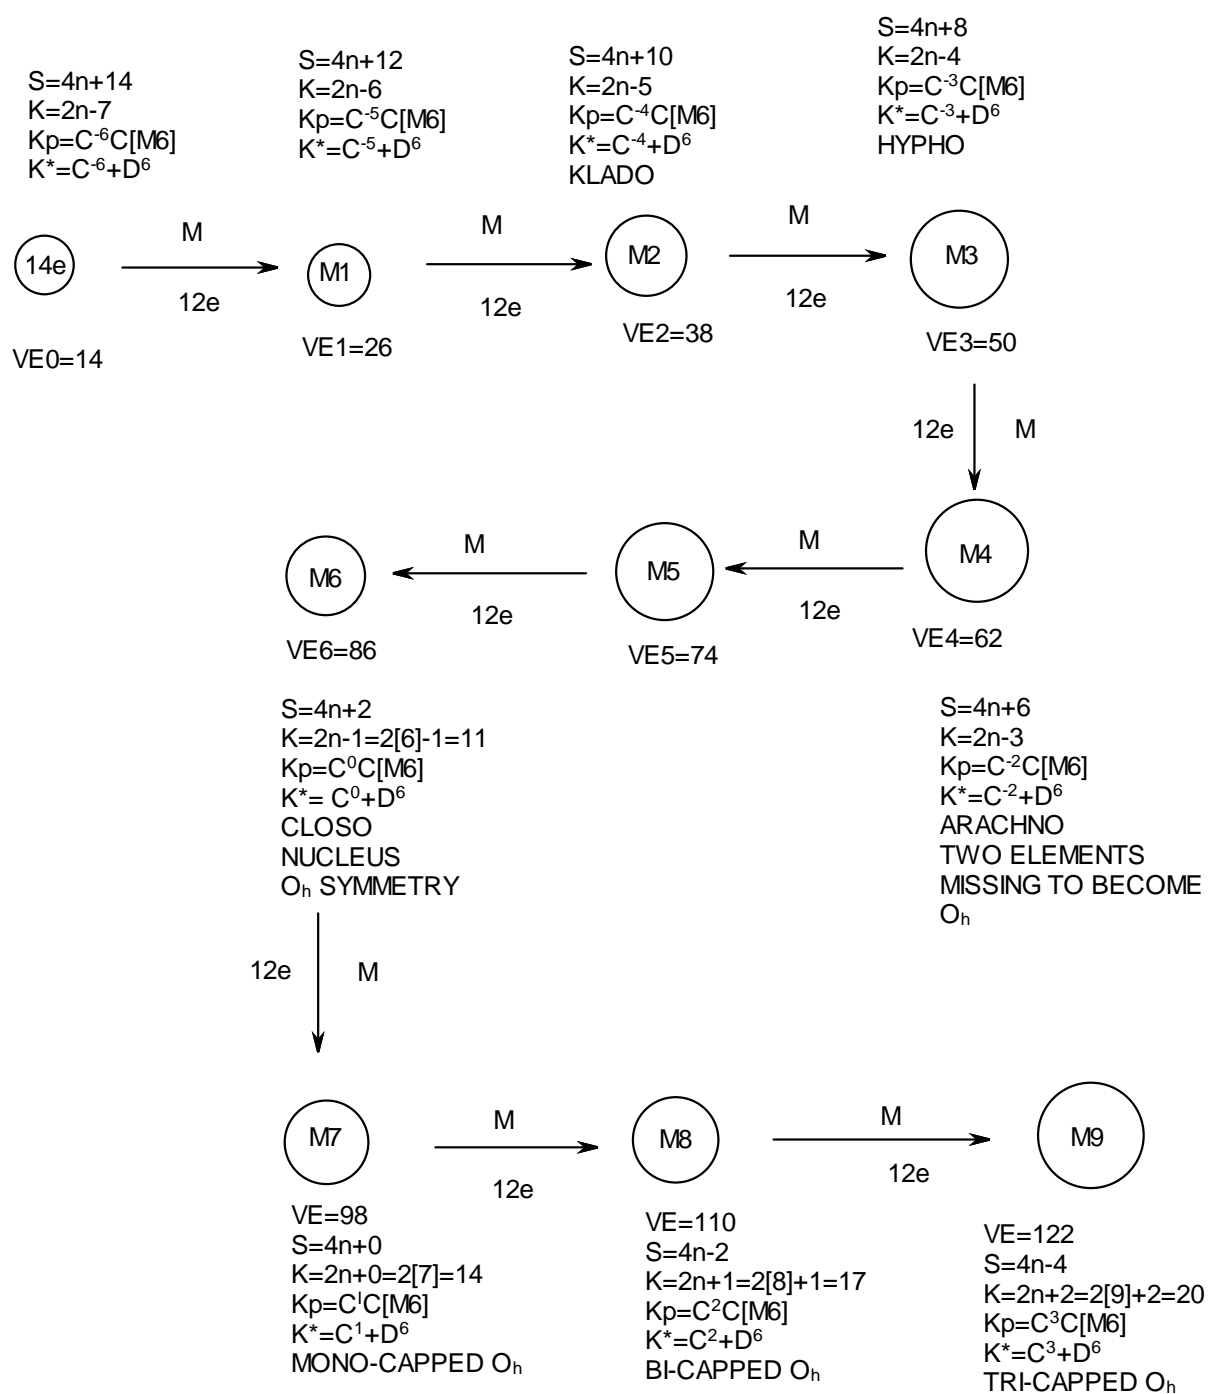 S=4n+14
K=2n-7
Kp=C⁻⁶C[M6]
K*=C⁻⁶+D⁶
S=4n+12
K=2n-6
Kp=C⁻⁵C[M6]
K*=C⁻⁵+D⁶
S=4n+10
K=2n-5
Kp=C⁻⁴C[M6]
K*=C⁻⁴+D⁶
KLADO
S=4n+8
K=2n-4
Kp=C⁻³C[M6]
K*=C⁻³+D⁶
HYPHO
14e
M
12e
M1
M
12e
M2
M
12e
M3
VE0=14
VE1=26
VE2=38
VE3=50
12e
M
M6
M
12e
M5
M
12e
M4
VE6=86
VE5=74
VE4=62
S=4n+2
K=2n-1=2[6]-1=11
Kp=C⁰C[M6]
K*= C⁰+D⁶
CLOSO
NUCLEUS
Oₕ SYMMETRY
S=4n+6
K=2n-3
Kp=C⁻²C[M6]
K*=C⁻²+D⁶
ARACHNO
TWO ELEMENTS
MISSING TO BECOME
Oₕ
12e
M
M7
M
12e
M8
M
12e
M9
VE=98
S=4n+0
K=2n+0=2[7]=14
Kp=CᴵC[M6]
K*=C¹+D⁶
MONO-CAPPED Oₕ
VE=110
S=4n-2
K=2n+1=2[8]+1=17
Kp=C²C[M6]
K*=C²+D⁶
BI-CAPPED Oₕ
VE=122
S=4n-4
K=2n+2=2[9]+2=20
Kp=C³C[M6]
K*=C³+D⁶
TRI-CAPPED Oₕ